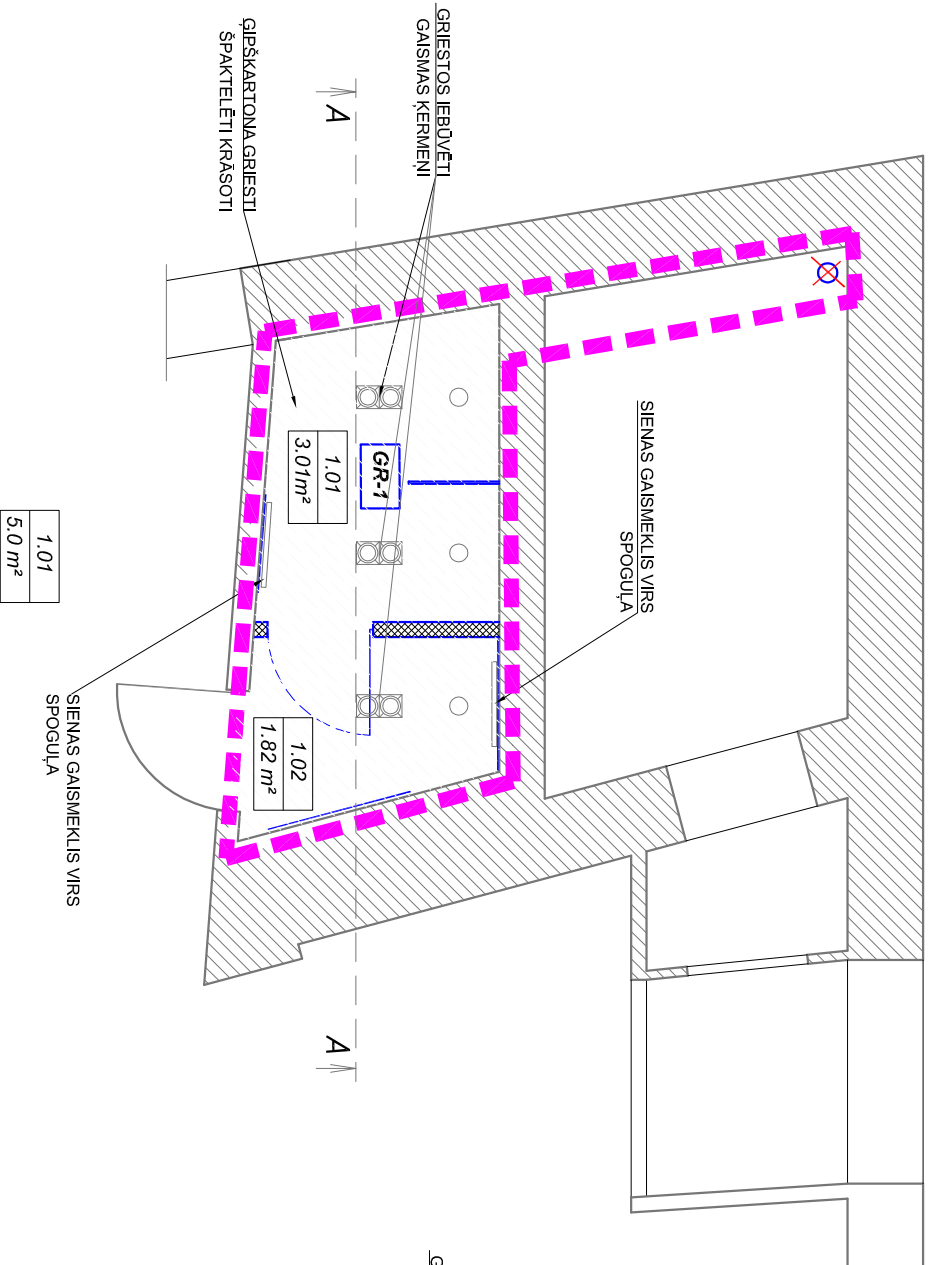 GRIESTOS IEBŪVĒTI
GAISMAS ĶERMEŅI
ĢIPŠKARTONA GRIESTI
ŠPAKTELĒTI KRĀSOTI
A
A
SIENAS GAISMEKLIS VIRS
SPOGUĻA
GR-1
1.01
3.01m²
1.02
1.82 m²
SIENAS GAISMEKLIS VIRS
SPOGUĻA
1.01
5.0 m²
G